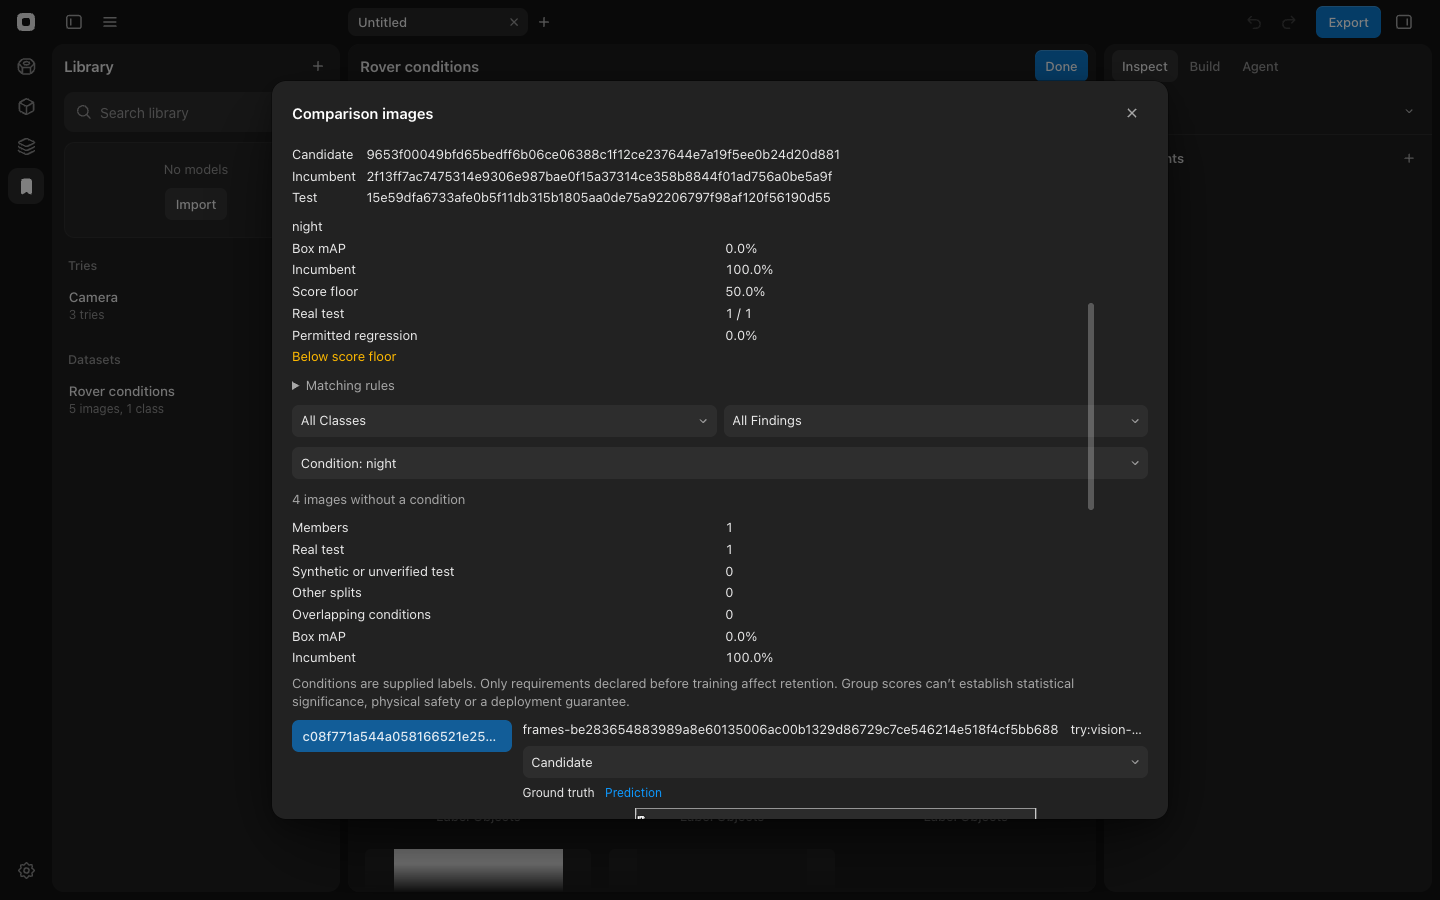 Untitled
Export
Library
Rover conditions
Done
Inspect
Build
Agent
Search library
Comparison images
No models
Import
Tries
Camera
3 tries
Datasets
Rover conditions
5 images, 1 class
Candidate 9653f00049bfd65bedff6b06ce06388c1f12ce237644e7a19f5ee0b24d20d881
Incumbent 2f13ff7ac7475314e9306e987bae0f15a37314ce358b8844f01ad756a0be5a9f
Test 15e59dfa6733afe0b5f11db315b1805aa0de75a92206797f98af120f56190d55
night
Box mAP 0.0%
Incumbent 100.0%
Score floor 50.0%
Real test 1 / 1
Permitted regression 0.0%
Below score floor
Matching rules
All Classes
All Findings
Condition: night
4 images without a condition
Members 1
Real test 1
Synthetic or unverified test 0
Other splits 0
Overlapping conditions 0
Box mAP 0.0%
Incumbent 100.0%
Conditions are supplied labels. Only requirements declared before training affect retention. Group scores can’t establish statistical
significance, physical safety or a deployment guarantee.
c08f771a544a058166521e25...
frames-be283654883989a8e60135006ac00b1329d86729c7ce546214e518f4cf5bb688 try:vision-...
Candidate
Ground truth Prediction